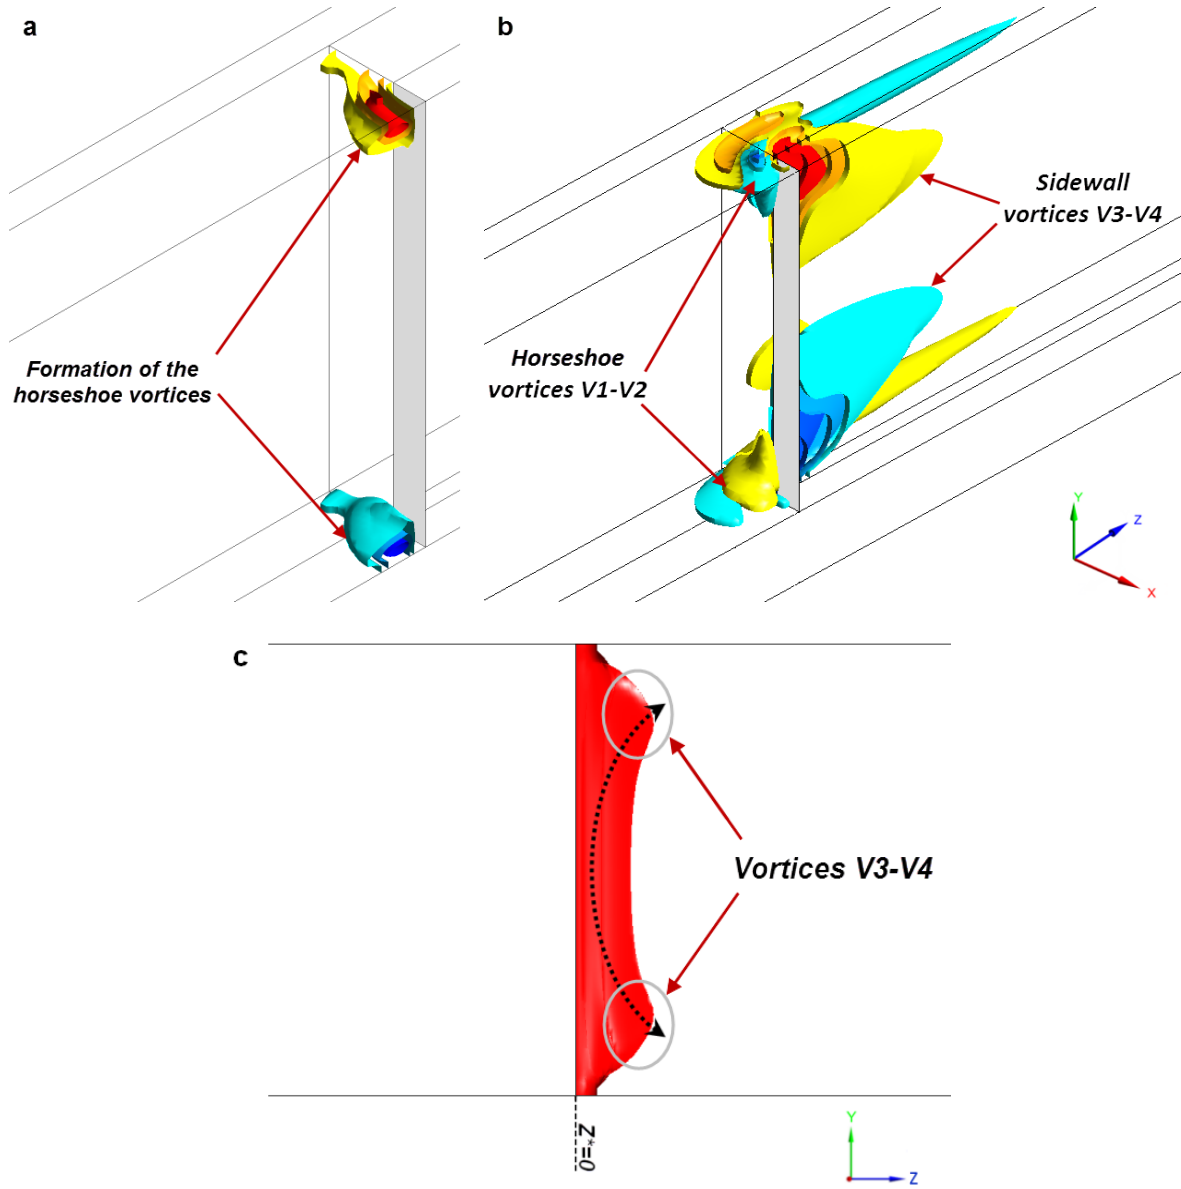 a
Formation of the
horseshoe vortices
b
Sidewall
vortices V3-V4
Horseshoe
vortices V1-V2
Y
Z
X
c
Vortices V3-V4
Z*=0
Y
Z